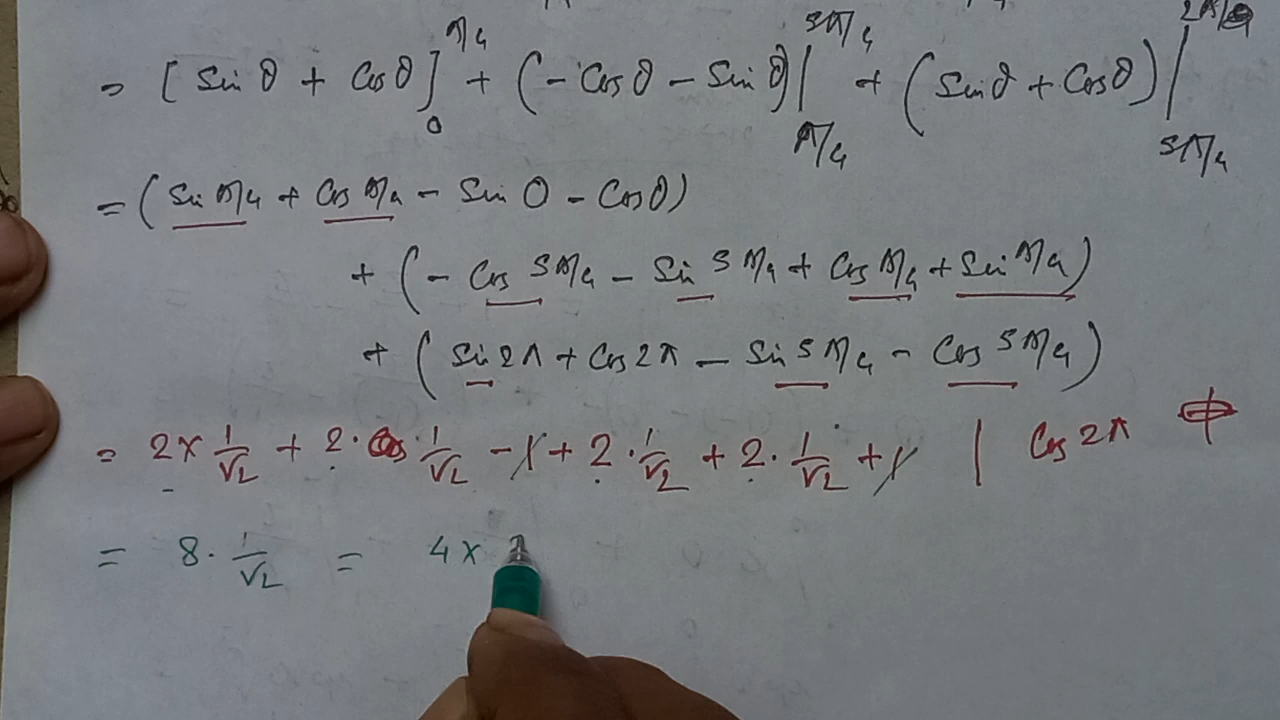 = [ Sin θ + Cos θ ]₀^π/4 + (- Cos θ - Sin θ)|_π/4^5π/4 + (Sin θ + Cos θ)|_5π/4^2π
= ( Sin π/4 + Cos π/4 - Sin 0 - Cos 0 )
+ ( - Cos 5π/4 - Sin 5π/4 + Cos π/4 + Sin π/4 )
+ ( Sin 2π + Cos 2π - Sin 5π/4 - Cos 5π/4 )
= 2 × 1/√2 + 2 · 1/√2 - 1 + 2 · 1/√2 + 2 · 1/√2 + 1 | Cos 2π
= 8 · 1/√2 = 4 ×